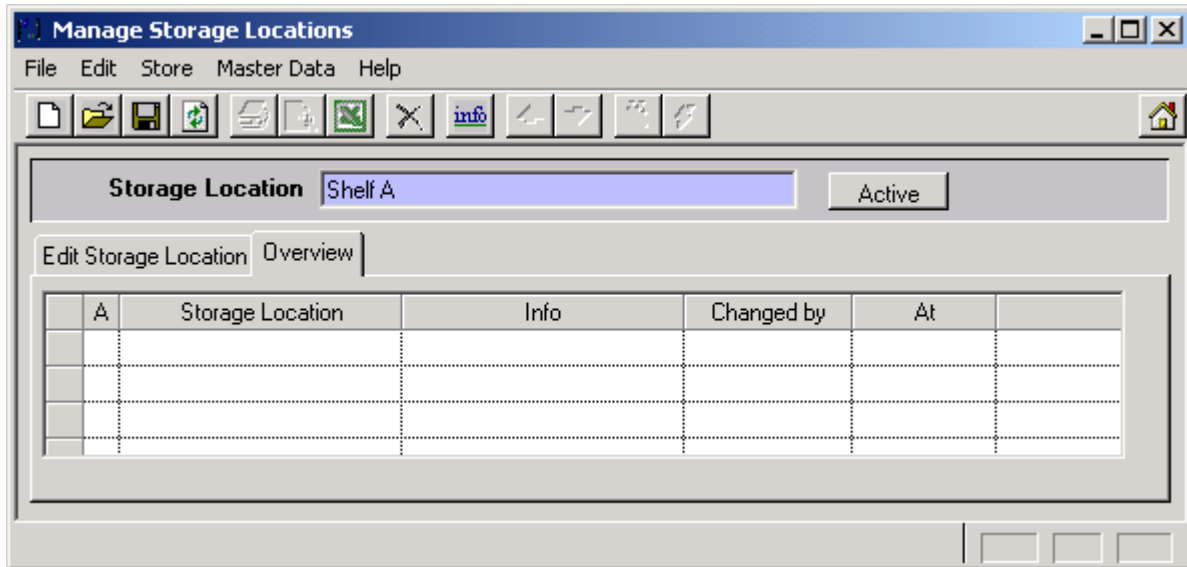 Manage Storage Locations
File Edit Store Master Data Help
info
Storage Location Shelf A Active
Edit Storage Location Overview
A Storage Location Info Changed by At